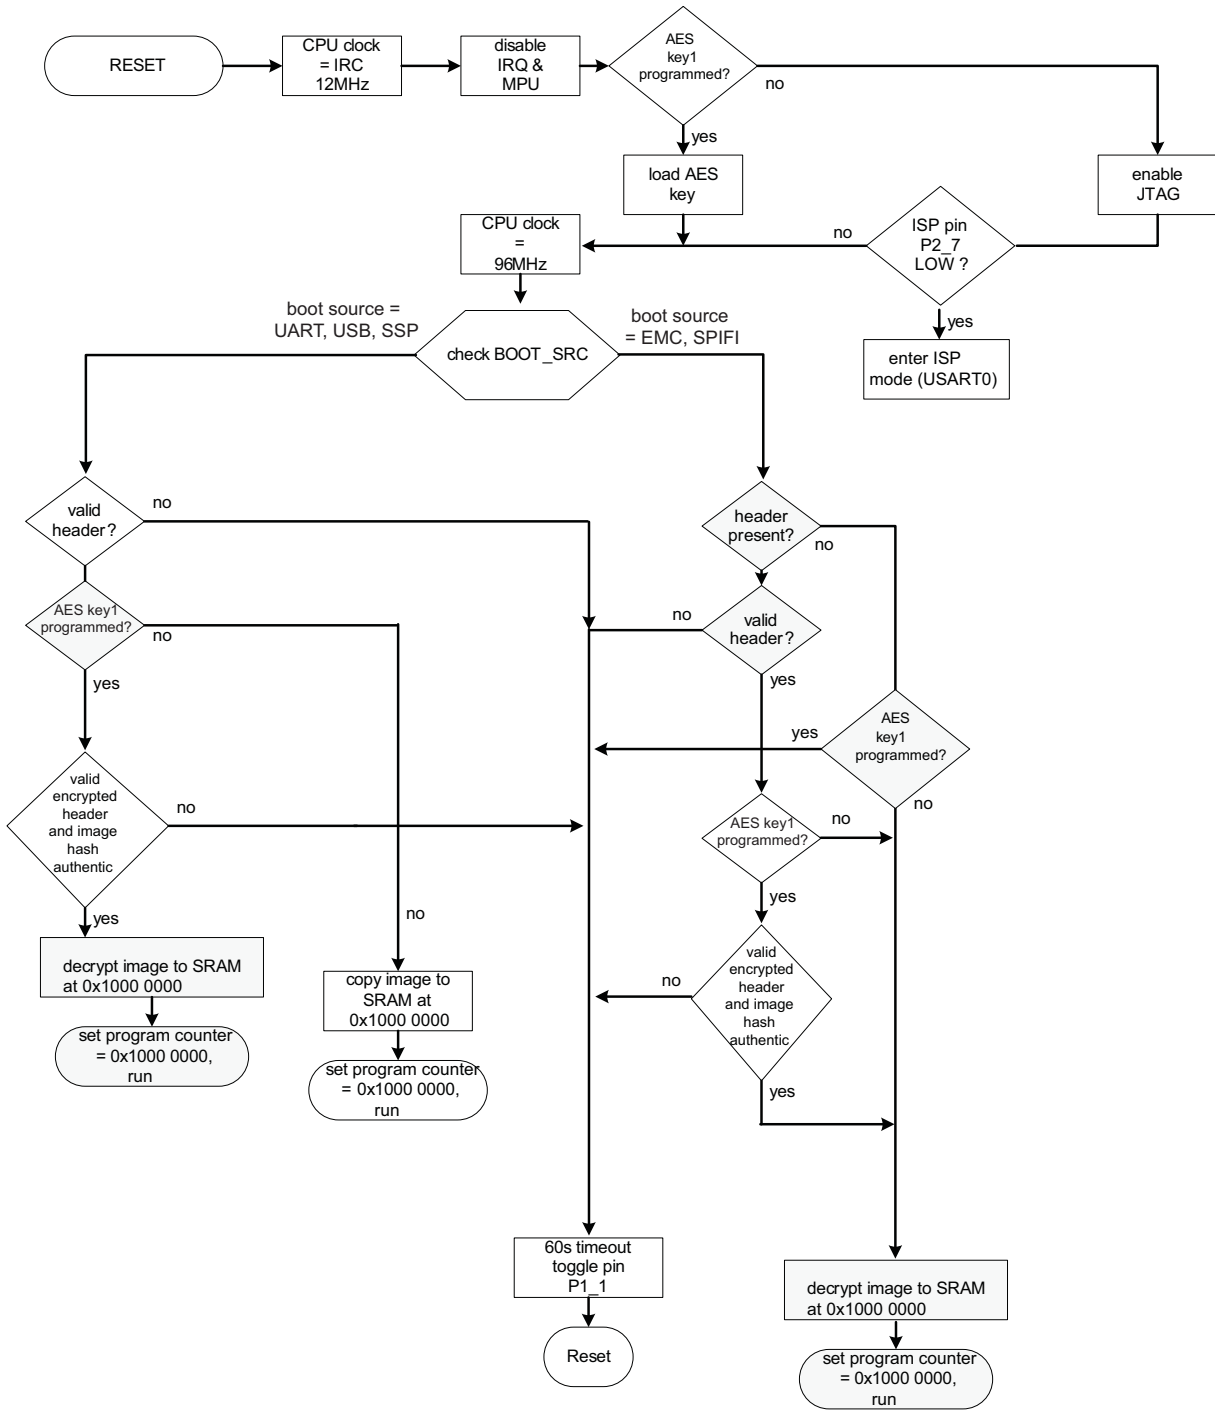 RESET
CPU clock
= IRC
12MHz
disable
IRQ &
MPU
AES
key1
programmed?
no
yes
load AES
key
enable
JTAG
ISP pin
P2_7
LOW ?
no
yes
enter ISP
mode (USART0)
CPU clock
=
96MHz
boot source =
UART, USB, SSP
check BOOT_SRC
boot source
= EMC, SPIFI
valid
header?
no
AES key1
programmed?
no
yes
valid
encrypted
header
and image
hash
authentic
no
yes
decrypt image to SRAM
at 0x1000 0000
set program counter
= 0x1000 0000,
run
no
copy image to
SRAM at
0x1000 0000
set program counter
= 0x1000 0000,
run
header
present?
no
valid
header?
no
yes
AES
key1
programmed?
yes
no
AES key1
programmed?
no
yes
valid
encrypted
header
and image
hash
authentic
no
yes
60s timeout
toggle pin
P1_1
Reset
decrypt image to SRAM
at 0x1000 0000
set program counter
= 0x1000 0000,
run